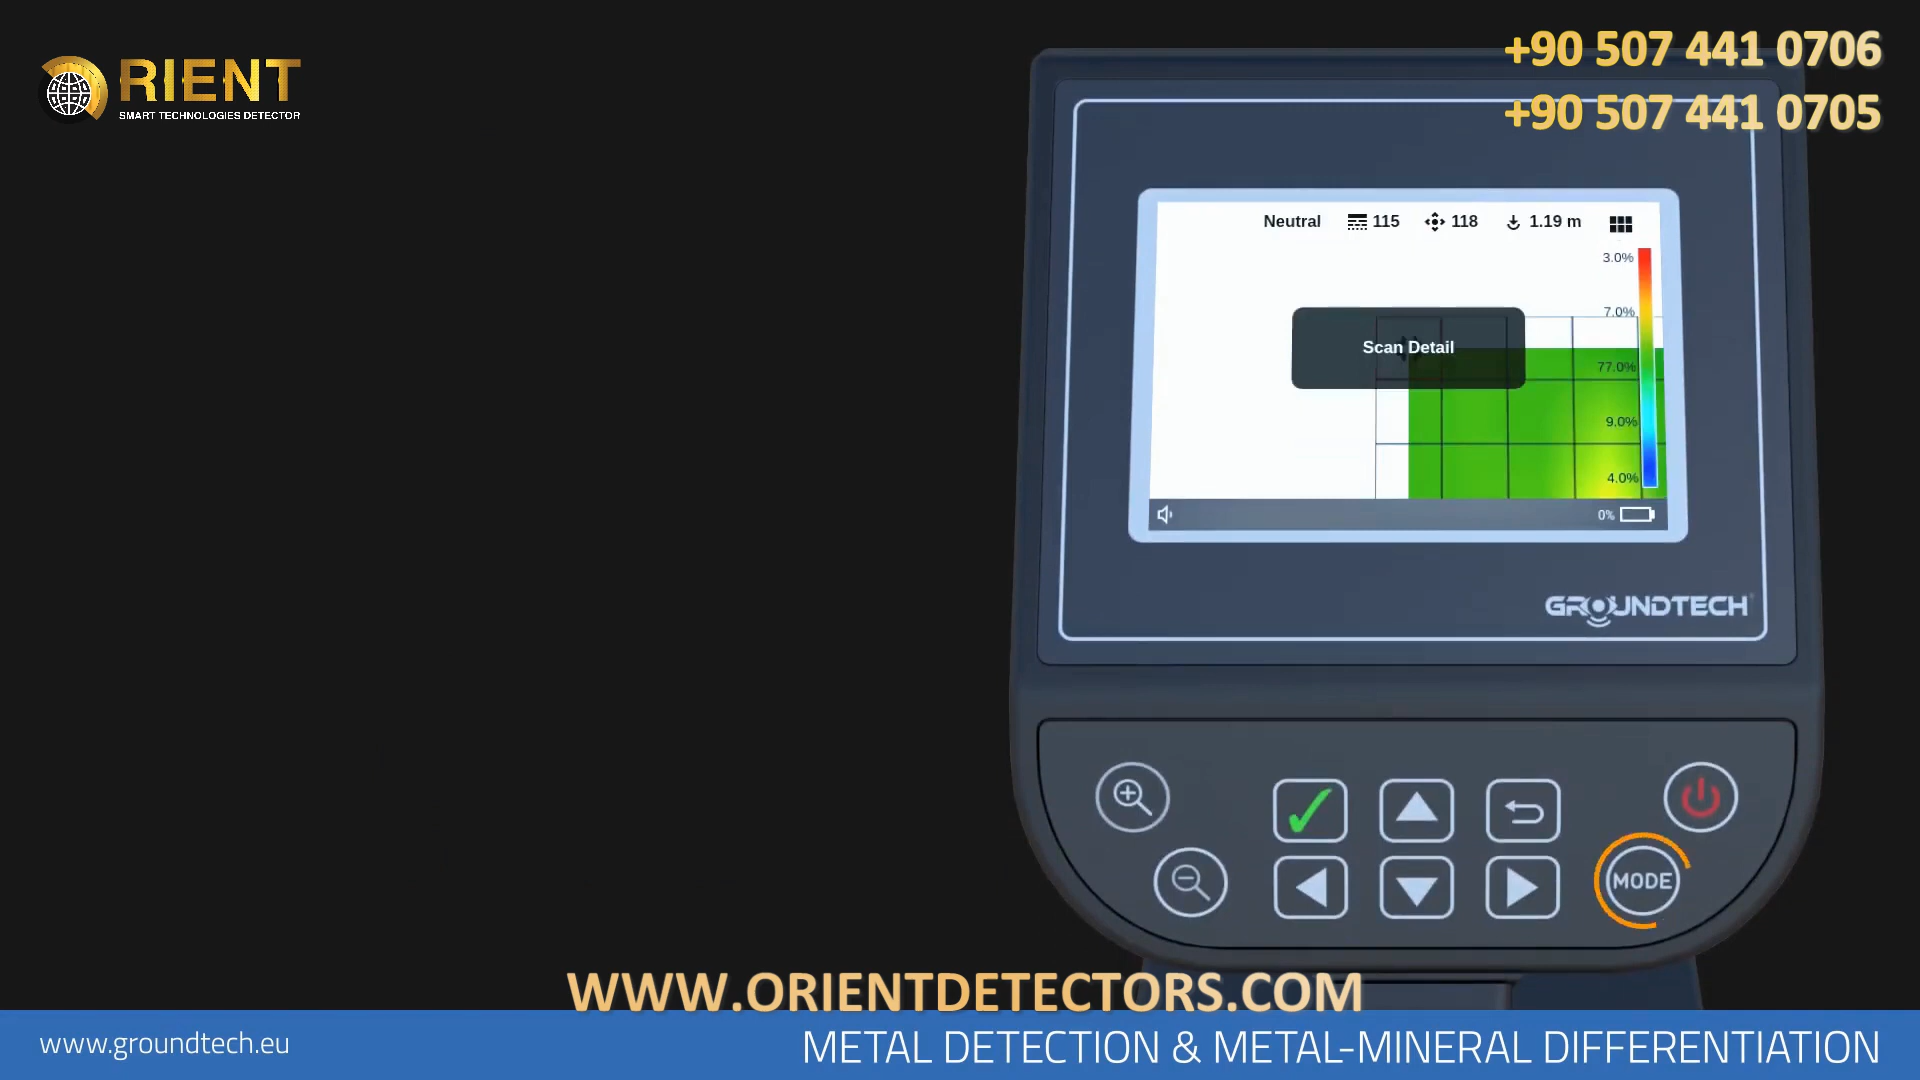 RIENT
SMART TECHNOLOGIES DETECTOR
+90 507 441 0706
+90 507 441 0705
Neutral 115 118 1.19 m
3.0%
7.0%
Scan Detail
77.0%
9.0%
4.0%
0%
GROUNDTECH
MODE
WWW.ORIENTDETECTORS.COM
www.groundtech.eu
METAL DETECTION & METAL-MINERAL DIFFERENTIATION